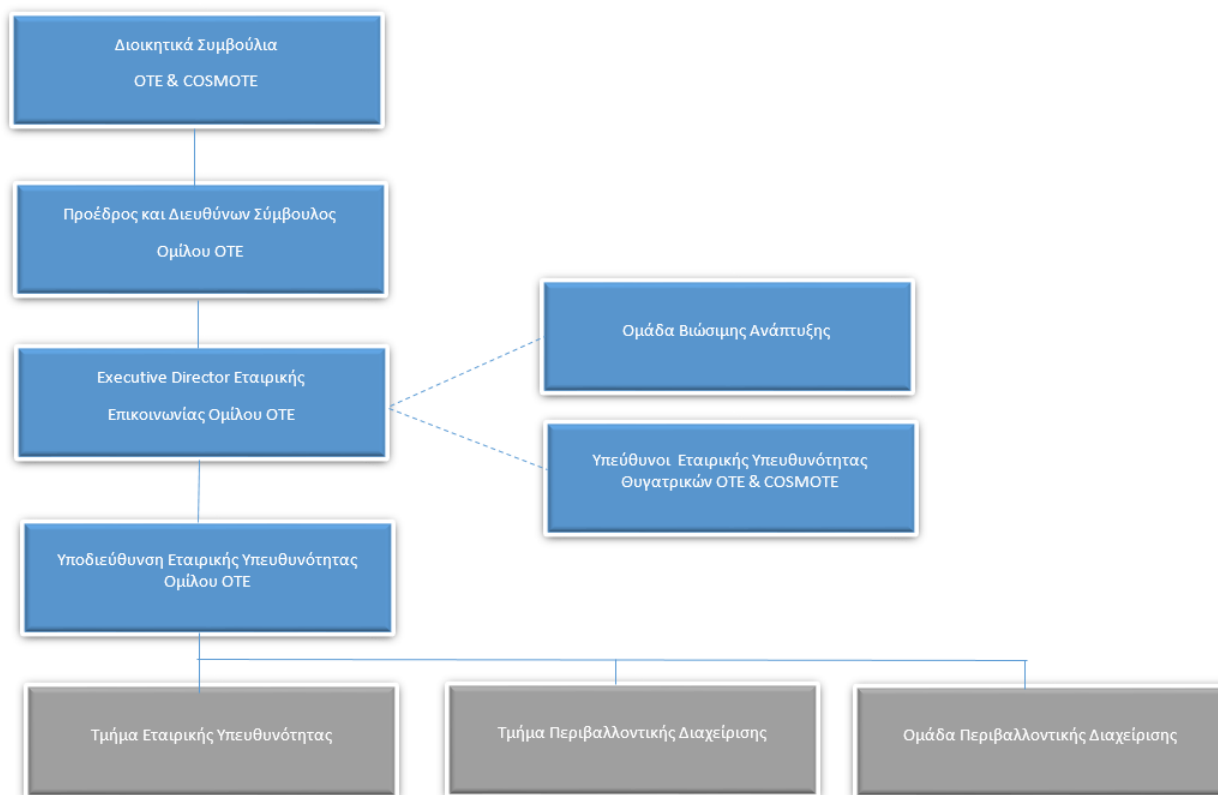 Διοικητικά Συμβούλια
ΟΤΕ & COSMOTE
Προέδρος και Διευθύνων Σύμβουλος
Ομίλου ΟΤΕ
Executive Director Εταιρικής
Επικοινωνίας Ομίλου ΟΤΕ
Ομάδα Βιώσιμης Ανάπτυξης
Υπεύθυνοι Εταιρικής Υπευθυνότητας
Θυγατρικών ΟΤΕ & COSMOTE
Υποδιεύθυνση Εταιρικής Υπευθυνότητας
Ομίλου ΟΤΕ
Τμήμα Εταιρικής Υπευθυνότητας
Τμήμα Περιβαλλοντικής Διαχείρισης
Ομάδα Περιβαλλοντικής Διαχείρισης